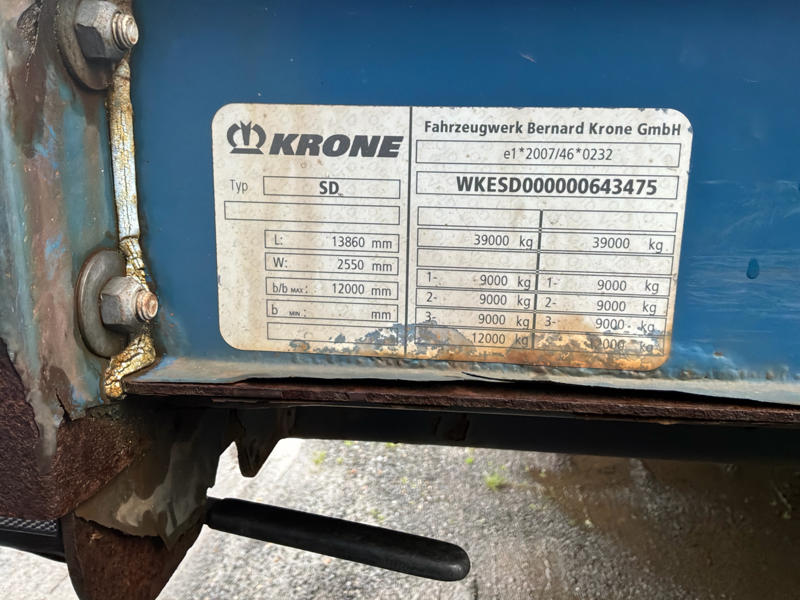 KRONE
Typ SD
L: 13860 mm
W: 2550 mm
b/b MAX: 12000 mm
b MIN: mm
Fahrzeugwerk Bernard Krone GmbH
e1*2007/46*0232
WKESD000000643475
39000 kg 39000 kg
1- 9000 kg 1- 9000 kg
2- 9000 kg 2- 9000 kg
3- 9000 kg 3- 9000 kg
12000 kg 12000 kg